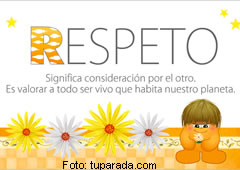 RESPETO
Significa consideración por el otro.
Es valorar a todo ser vivo que habita nuestro planeta.
Foto: tuparada.com